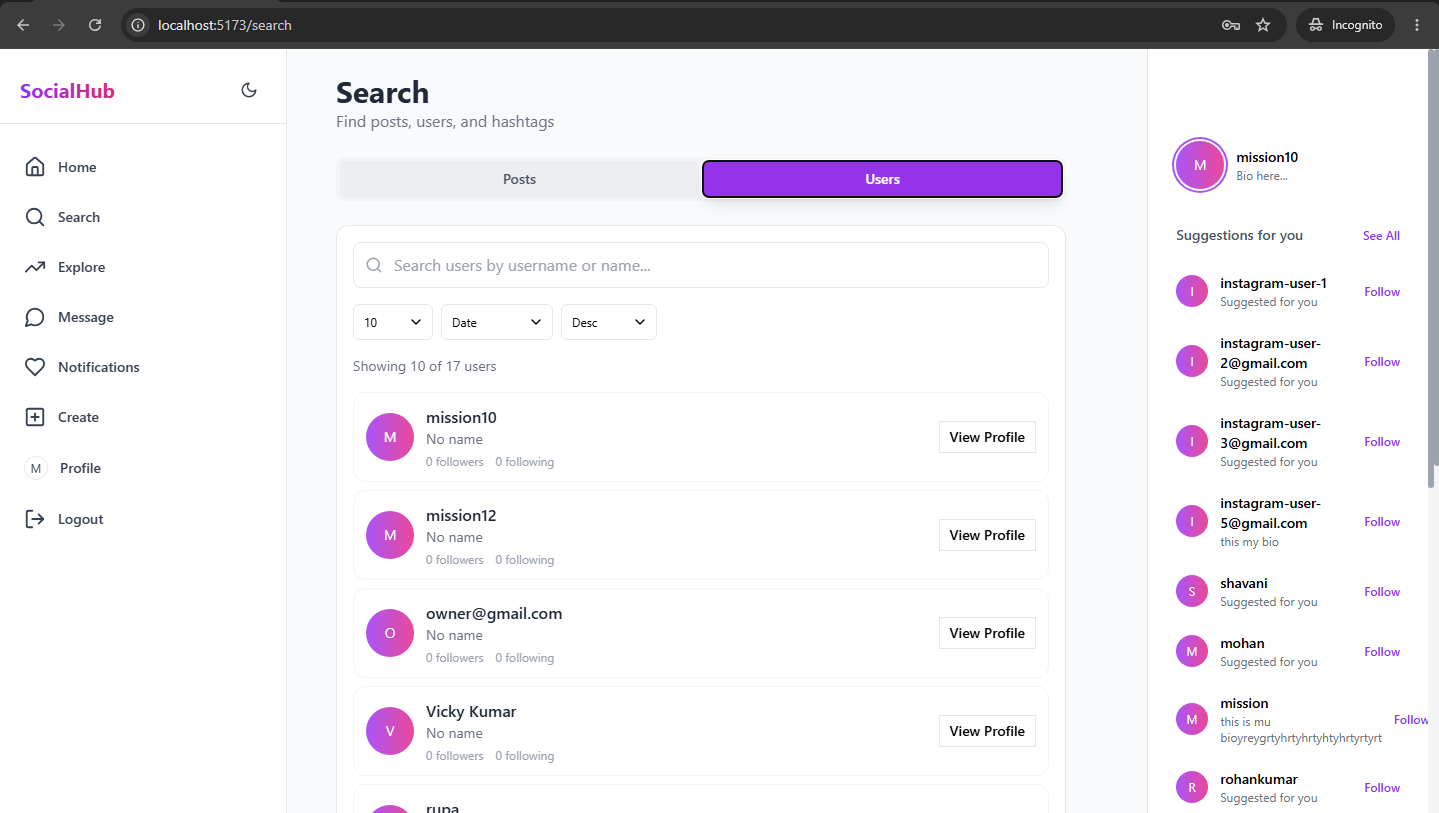 localhost:5173/search
Incognito
SocialHub
Home
Search
Explore
Message
Notifications
Create
M
Profile
Logout
Search
Find posts, users, and hashtags
Posts
Users
Search users by username or name...
10
Date
Desc
Showing 10 of 17 users
M
mission10
No name
0 followers 0 following
View Profile
M
mission12
No name
0 followers 0 following
View Profile
O
owner@gmail.com
No name
0 followers 0 following
View Profile
V
Vicky Kumar
No name
0 followers 0 following
View Profile
rupa
M
mission10
Bio here...
Suggestions for you
See All
I
instagram-user-1
Suggested for you
Follow
I
instagram-user-
2@gmail.com
Suggested for you
Follow
I
instagram-user-
3@gmail.com
Suggested for you
Follow
I
instagram-user-
5@gmail.com
this my bio
Follow
S
shavani
Suggested for you
Follow
M
mohan
Suggested for you
Follow
M
mission
this is mu
bioyreygrtyhrtyhrtyhtyhrtyrtyrt
Follow
R
rohankumar
Suggested for you
Follow